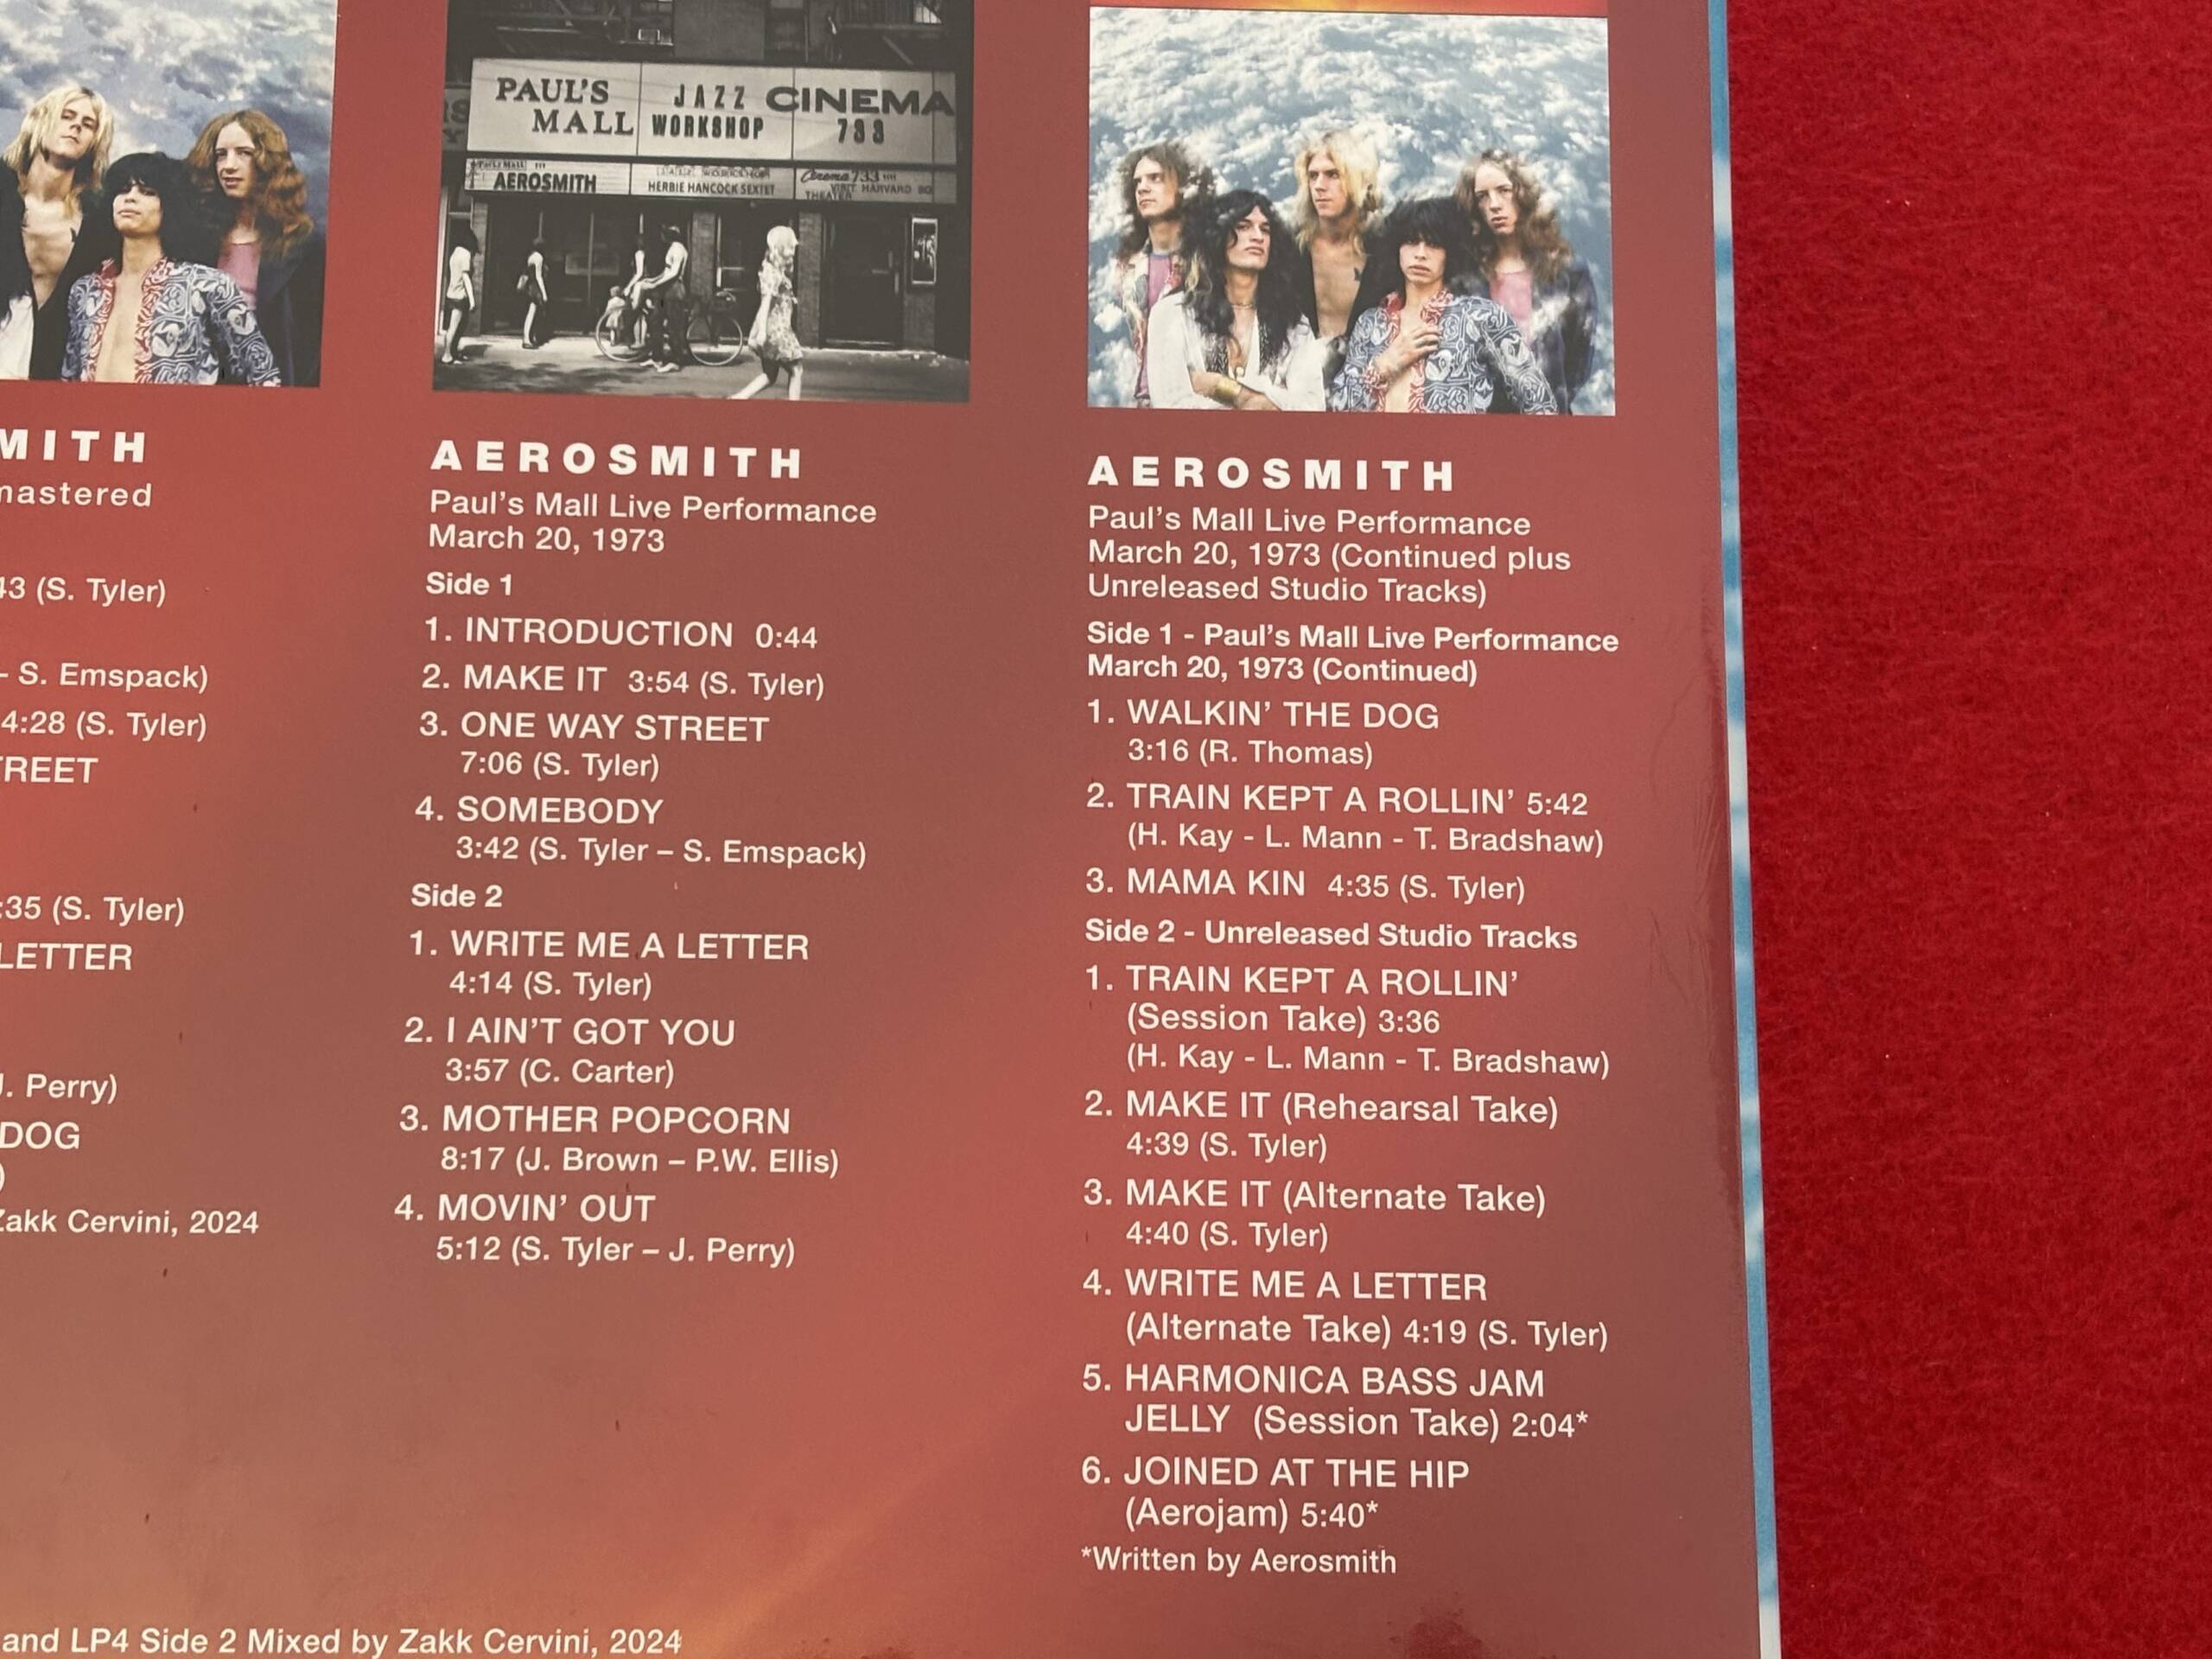 PAUL'S
MALL
JAZZ
WORKSHOP
CINEMA
733
AEROSMITH
HERBIE HANCOCK SEXTET
Cinema 733
VISIT HARVARD SQ
THEATER
MITH
mastered
43 (S. Tyler)
- S. Emspack)
4:28 (S. Tyler)
REET
:35 (S. Tyler)
LETTER
J. Perry)
DOG
)
Zakk Cervini, 2024
AEROSMITH
Paul's Mall Live Performance
March 20, 1973
Side 1
1. INTRODUCTION 0:44
2. MAKE IT 3:54 (S. Tyler)
3. ONE WAY STREET
7:06 (S. Tyler)
4. SOMEBODY
3:42 (S. Tyler – S. Emspack)
Side 2
1. WRITE ME A LETTER
4:14 (S. Tyler)
2. I AIN'T GOT YOU
3:57 (C. Carter)
3. MOTHER POPCORN
8:17 (J. Brown – P.W. Ellis)
4. MOVIN' OUT
5:12 (S. Tyler – J. Perry)
AEROSMITH
Paul's Mall Live Performance
March 20, 1973 (Continued plus
Unreleased Studio Tracks)
Side 1 - Paul's Mall Live Performance
March 20, 1973 (Continued)
1. WALKIN' THE DOG
3:16 (R. Thomas)
2. TRAIN KEPT A ROLLIN' 5:42
(H. Kay - L. Mann - T. Bradshaw)
3. MAMA KIN 4:35 (S. Tyler)
Side 2 - Unreleased Studio Tracks
1. TRAIN KEPT A ROLLIN'
(Session Take) 3:36
(H. Kay - L. Mann - T. Bradshaw)
2. MAKE IT (Rehearsal Take)
4:39 (S. Tyler)
3. MAKE IT (Alternate Take)
4:40 (S. Tyler)
4. WRITE ME A LETTER
(Alternate Take) 4:19 (S. Tyler)
5. HARMONICA BASS JAM
JELLY (Session Take) 2:04*
6. JOINED AT THE HIP
(Aerojam) 5:40*
*Written by Aerosmith
and LP4 Side 2 Mixed by Zakk Cervini, 2024